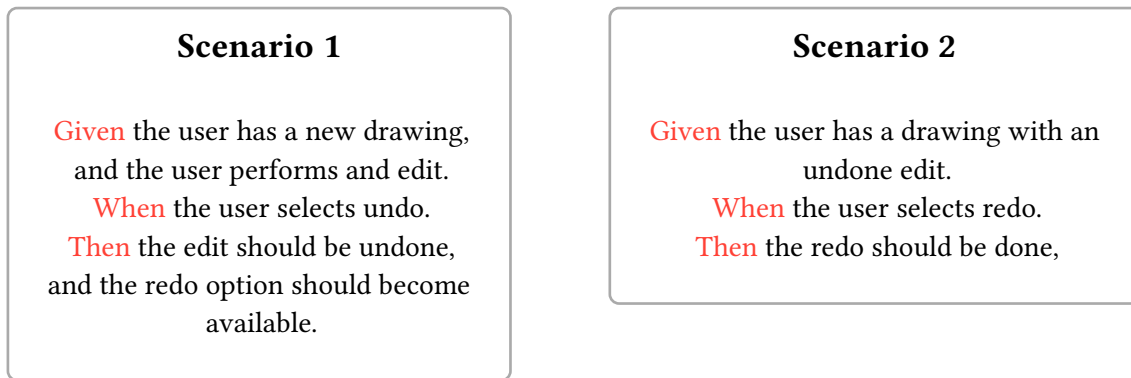 Scenario 1
Given the user has a new drawing,
and the user performs and edit.
When the user selects undo.
Then the edit should be undone,
and the redo option should become
available.
Scenario 2
Given the user has a drawing with an
undone edit.
When the user selects redo.
Then the redo should be done,